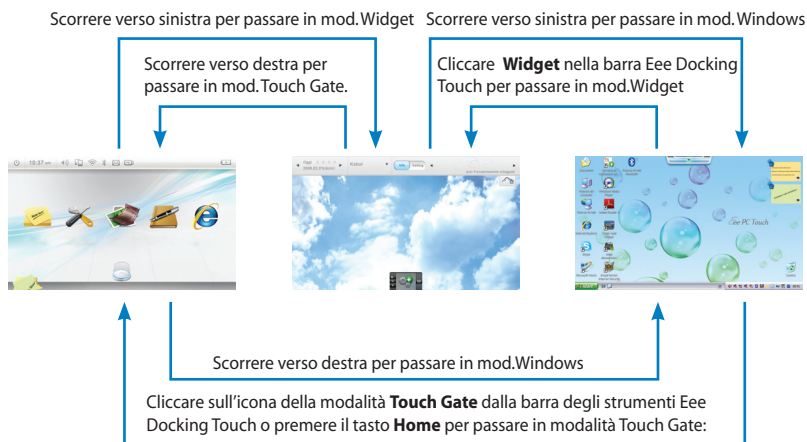 Scorrere verso sinistra per passare in mod.Widget
Scorrere verso sinistra per passare in mod.Windows
Scorrere verso destra per
passare in mod.Touch Gate.
Cliccare Widget nella barra Eee Docking
Touch per passare in mod.Widget
10:37 pm
Eee PC Touch
Scorrere verso destra per passare in mod.Windows
Cliccare sull'icona della modalità Touch Gate dalla barra degli strumenti Eee
Docking Touch o premere il tasto Home per passare in modalità Touch Gate: